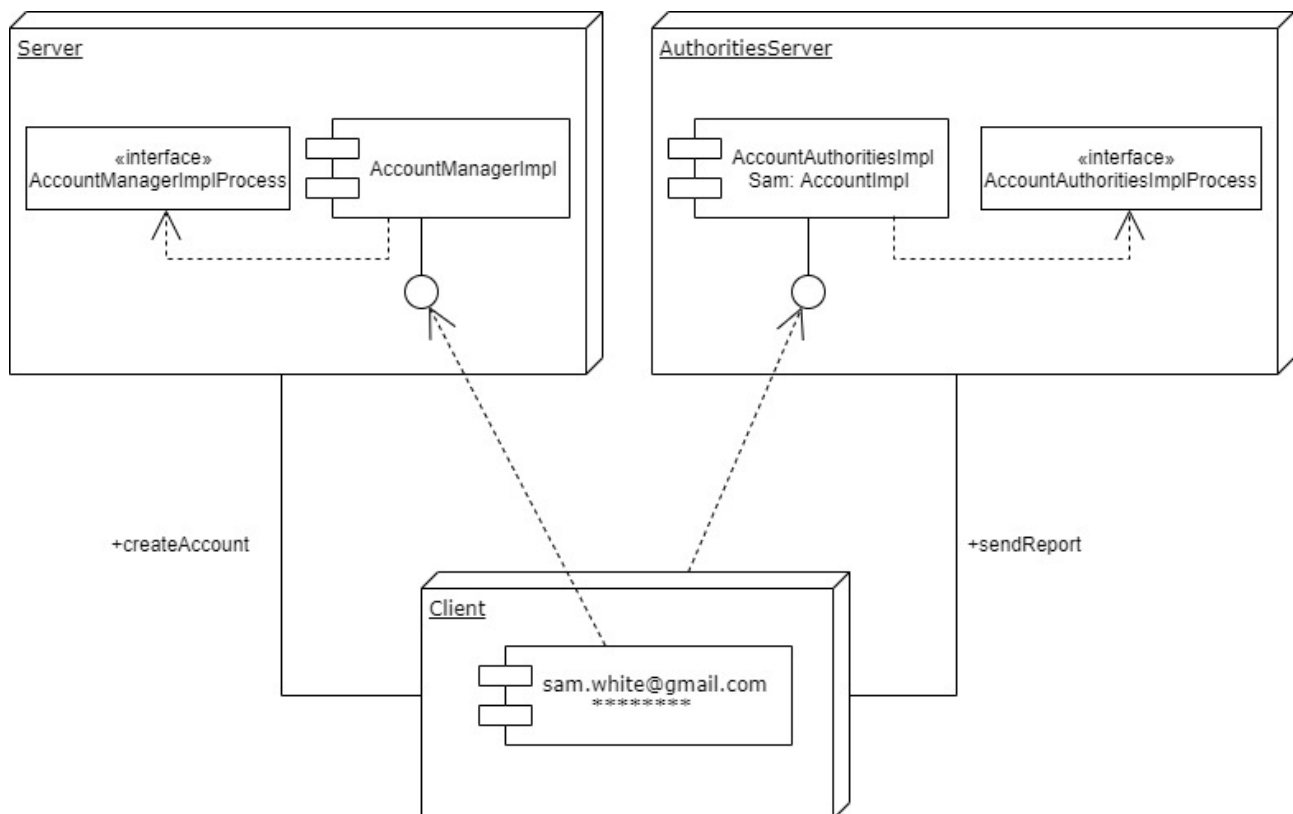 Server
«interface»
AccountManagerImplProcess
AccountManagerImpl
AuthoritiesServer
AccountAuthoritiesImpl
Sam: AccountImpl
«interface»
AccountAuthoritiesImplProcess
+createAccount
+sendReport
Client
sam.white@gmail.com
********